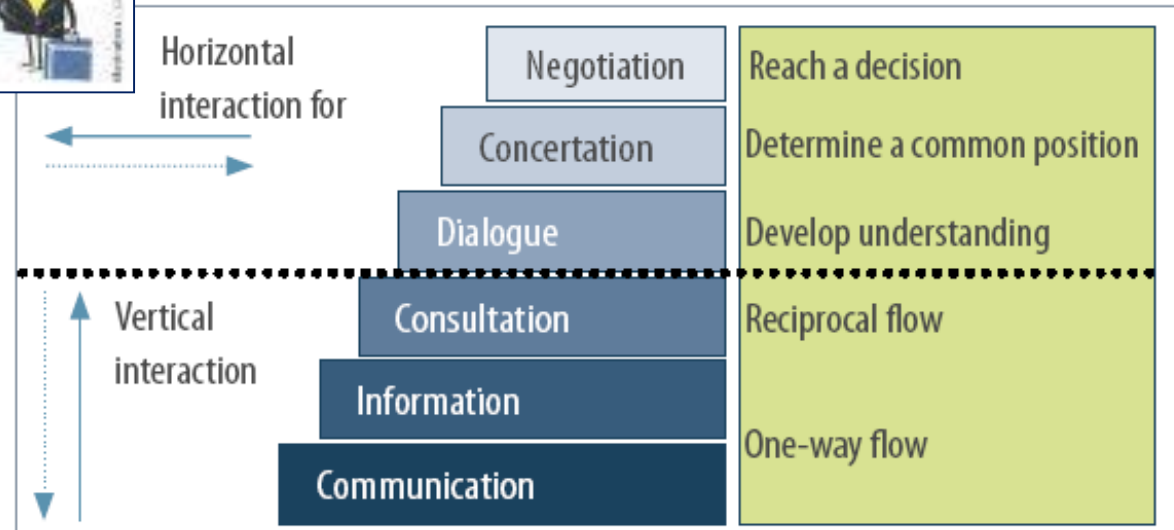 Horizontal
interaction for
Negotiation
Reach a decision
Concertation
Determine a common position
Dialogue
Develop understanding
Vertical
interaction
Consultation
Reciprocal flow
Information
One-way flow
Communication